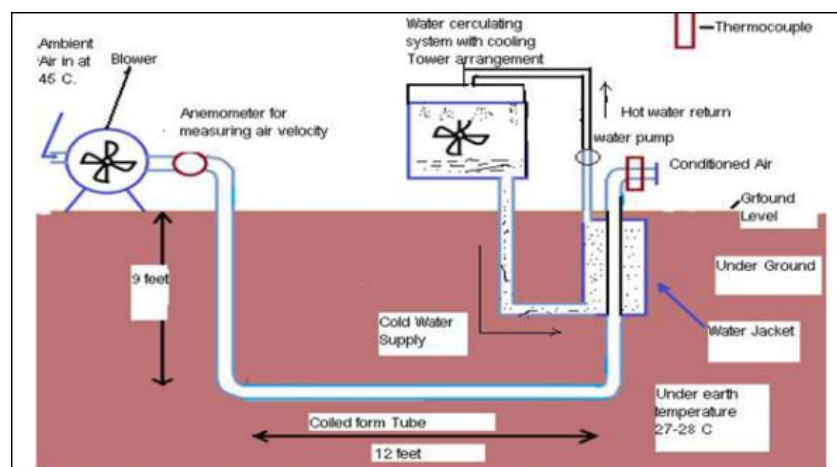 Water cerculating
system with cooling
Tower arrangement
Thermocouple
Ambient
Air in at
45 C.
Blower
Anemometer for
measuring air velocity
Hot water return
water pump
Conditioned Air
Grfound
Level
9 feet
Under Ground
Cold Water
Supply
Water Jacket
Under earth
temperature
27-28 C
Coiled form Tube
12 feet